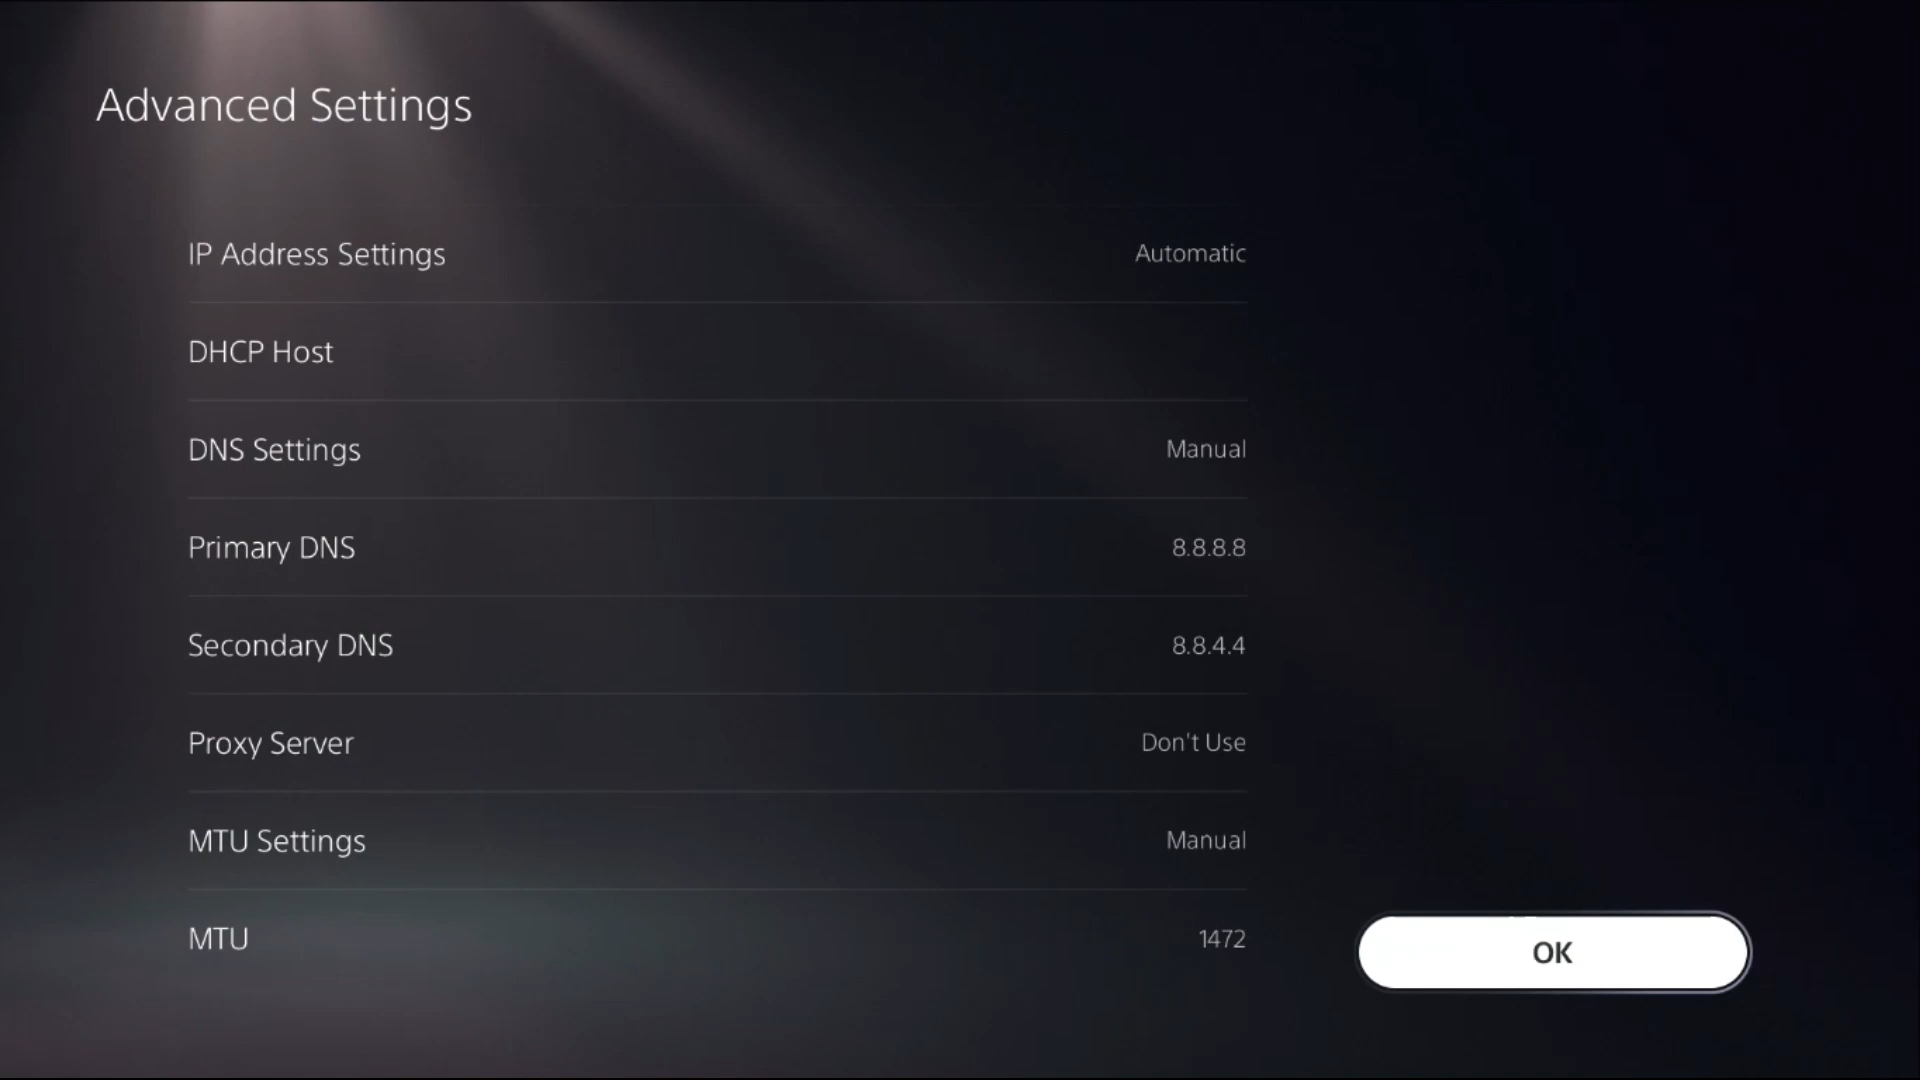 Advanced Settings
IP Address Settings Automatic
DHCP Host
DNS Settings Manual
Primary DNS 8.8.8.8
Secondary DNS 8.8.4.4
Proxy Server Don't Use
MTU Settings Manual
MTU 1472
OK